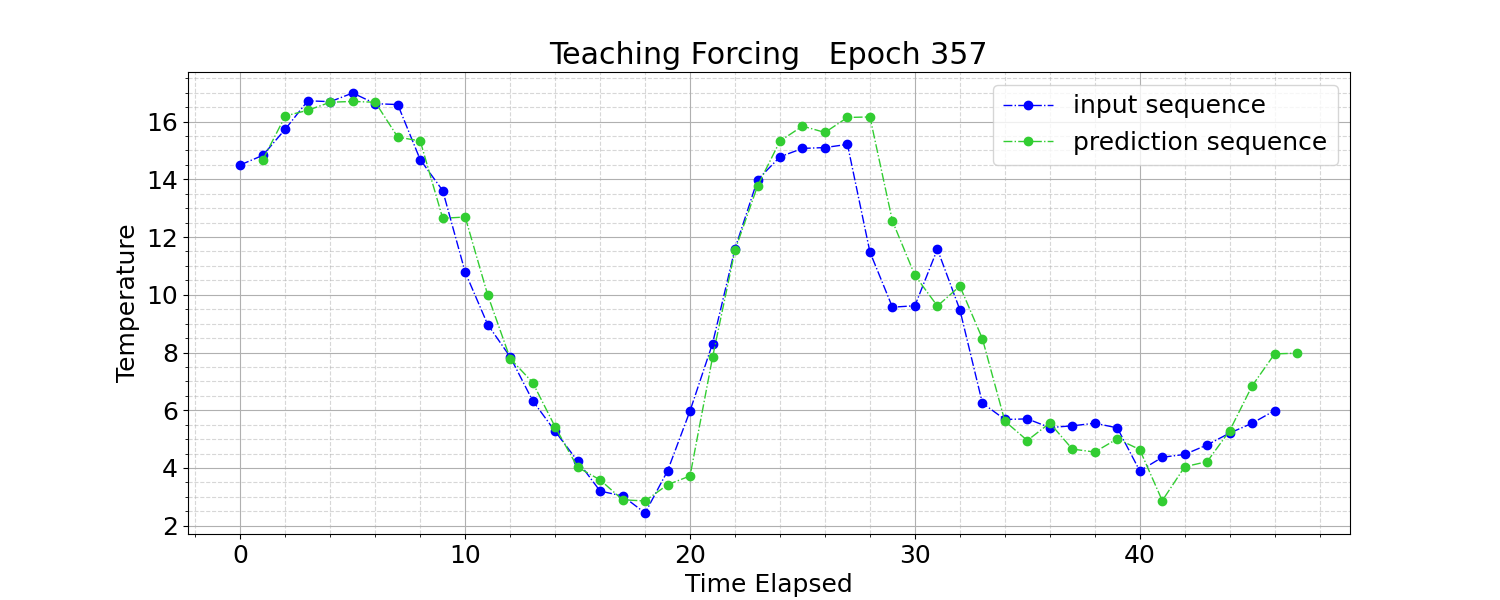 Teaching Forcing   Epoch 357
input sequence
prediction sequence
16
14
12
10
8
6
4
2
Temperature
0 10 20 30 40
Time Elapsed